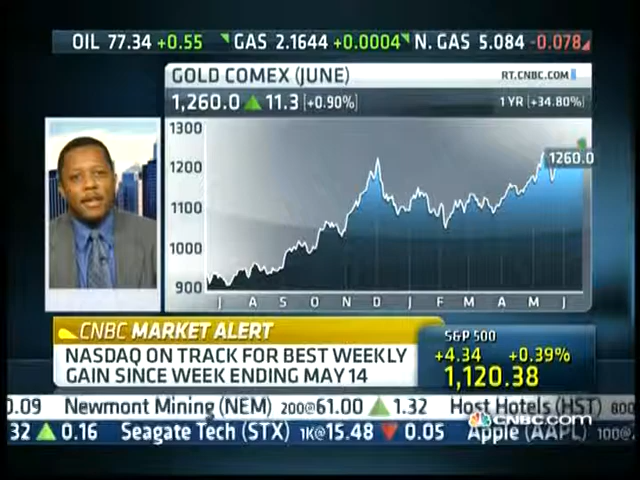 OIL 77.34 +0.55 GAS 2.1644 +0.0004 N. GAS 5.084 -0.078
GOLD COMEX (JUNE) RT.CNBC.COM
1,260.0 11.3 [+0.90%] 1 YR [+34.80%]
1300
1200
1100
1000
900
1260.0
J A S O N D J F M A M J
CNBC MARKET ALERT
NASDAQ ON TRACK FOR BEST WEEKLY
GAIN SINCE WEEK ENDING MAY 14
S&P 500
+4.34 +0.39%
1,120.38
0.09 Newmont Mining (NEM) 200@61.00 1.32 Host Hotels (HST) 800
32 0.16 Seagate Tech (STX) 1K@15.48 0.05 Apple (AAPL) 100@
CNBC.COM